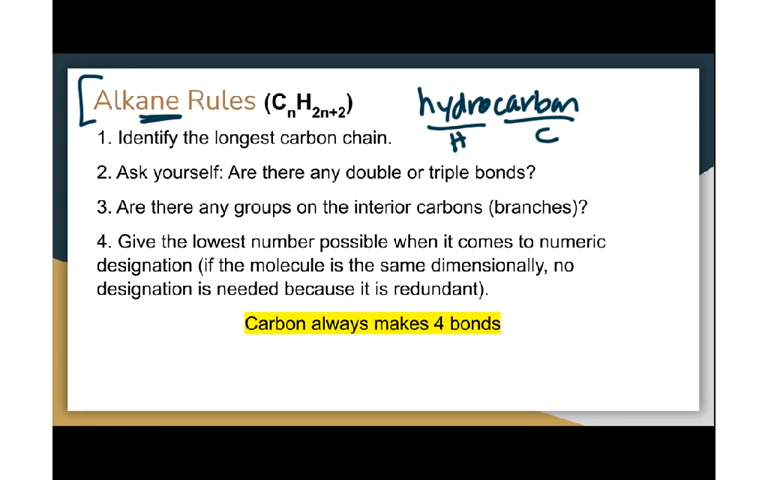 Alkane Rules (CnH2n+2) hydrocarbon
H C
1. Identify the longest carbon chain.
2. Ask yourself: Are there any double or triple bonds?
3. Are there any groups on the interior carbons (branches)?
4. Give the lowest number possible when it comes to numeric
designation (if the molecule is the same dimensionally, no
designation is needed because it is redundant).
Carbon always makes 4 bonds